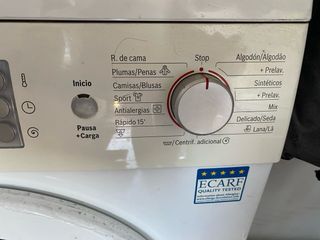 R. de cama
Stop
Algodón/Algodão
Plumas/Penas
+ Prelav.
Camisas/Blusas
Sintéticos
Inicio
Sport
+ Prelav.
Antialergias
Mix
Rápido 15'
Delicado/Seda
Pausa
+Carga
Lana/Lã
/Centrif. adicional
ECARF
QUALITY TESTED